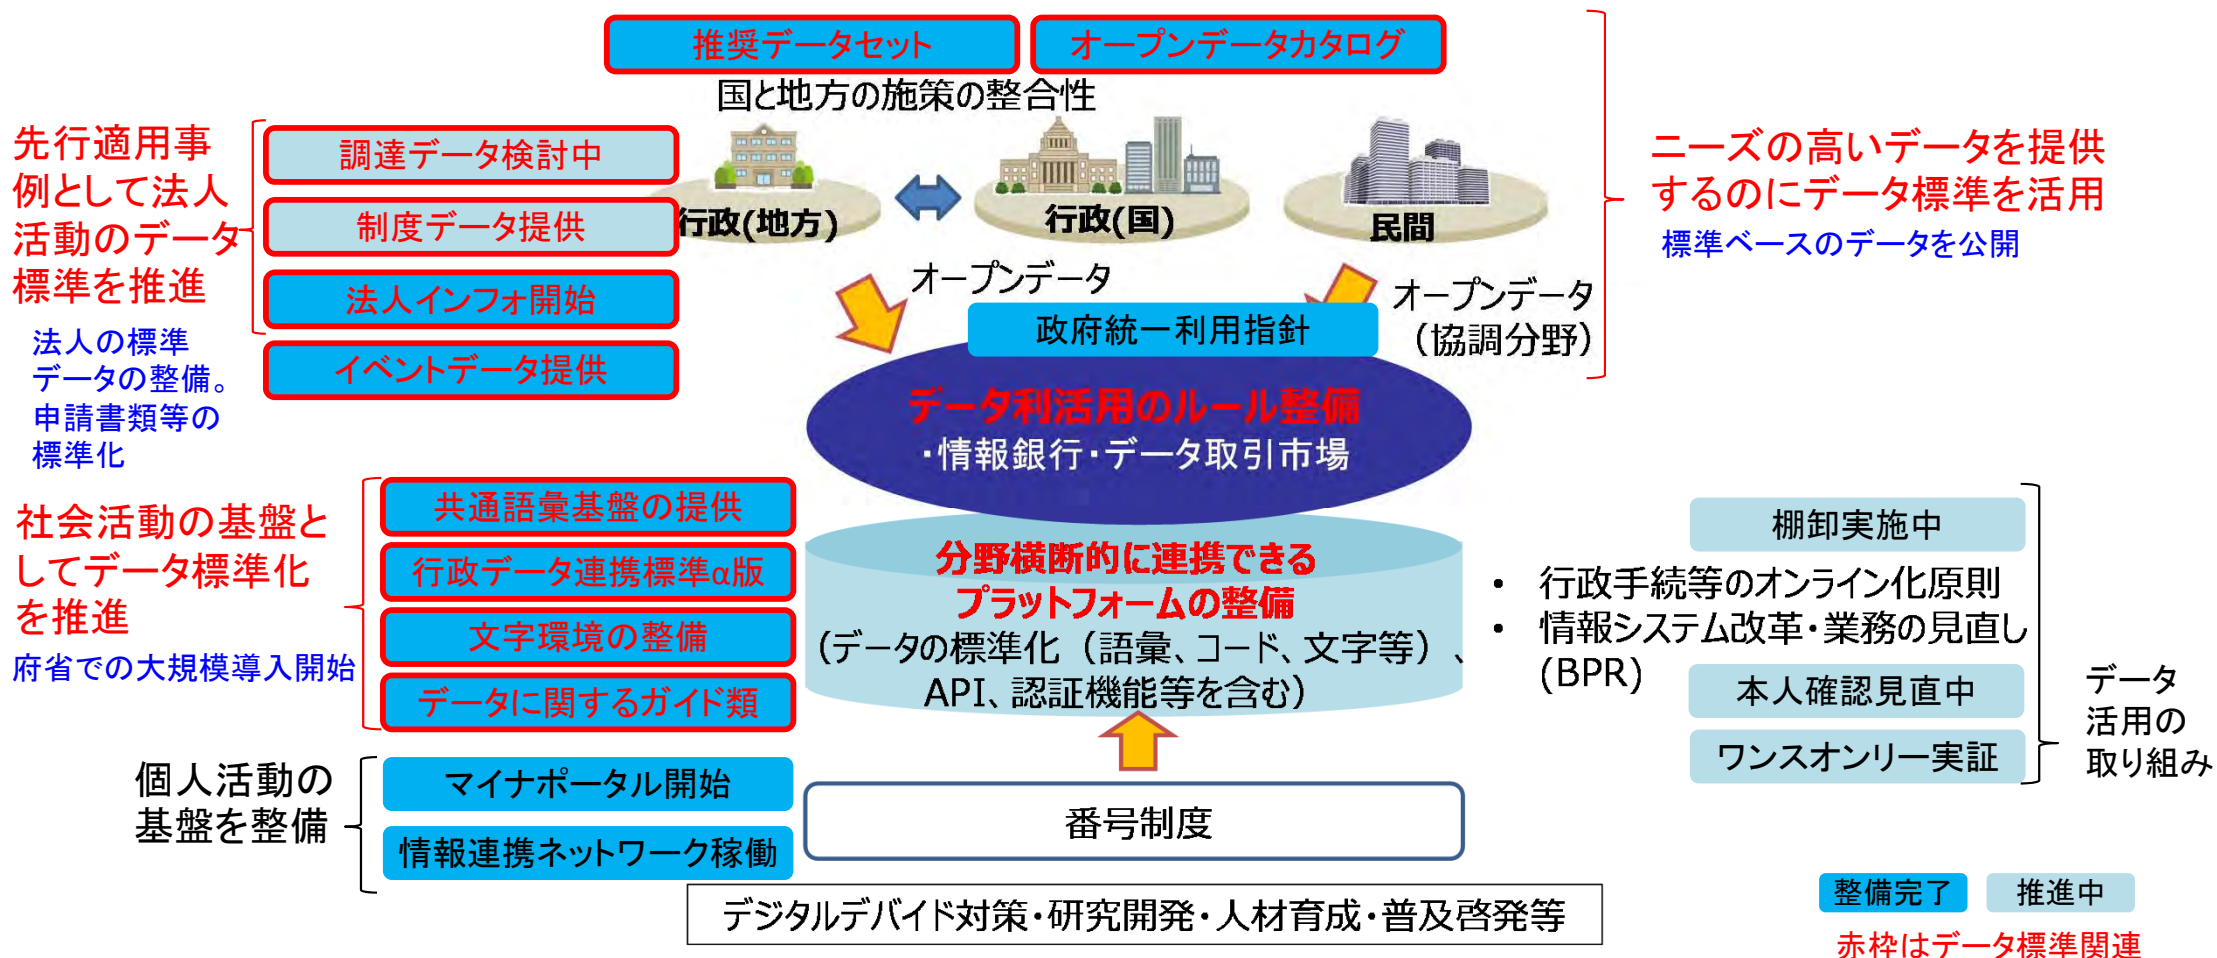 推奨データセット
オープンデータカタログ
国と地方の施策の整合性
先行適用事
例として法人
活動のデータ
標準を推進
法人の標準
データの整備。
申請書類等の
標準化
調達データ検討中
制度データ提供
法人インフォ開始
イベントデータ提供
行政(地方)
行政(国)
民間
ニーズの高いデータを提供
するのにデータ標準を活用
標準ベースのデータを公開
オープンデータ
オープンデータ
（協調分野）
政府統一利用指針
データ利活用のルール整備
・情報銀行・データ取引市場
社会活動の基盤と
してデータ標準化
を推進
府省での大規模導入開始
共通語彙基盤の提供
行政データ連携標準α版
文字環境の整備
データに関するガイド類
分野横断的に連携できる
プラットフォームの整備
（データの標準化（語彙、コード、文字等）、
API、認証機能等を含む）
棚卸実施中
• 行政手続等のオンライン化原則
• 情報システム改革・業務の見直し
(BPR)
本人確認見直中
ワンスオンリー実証
データ
活用の
取り組み
個人活動の
基盤を整備
マイナポータル開始
情報連携ネットワーク稼働
番号制度
デジタルデバイド対策・研究開発・人材育成・普及啓発等
整備完了
推進中
赤枠はデータ標準関連